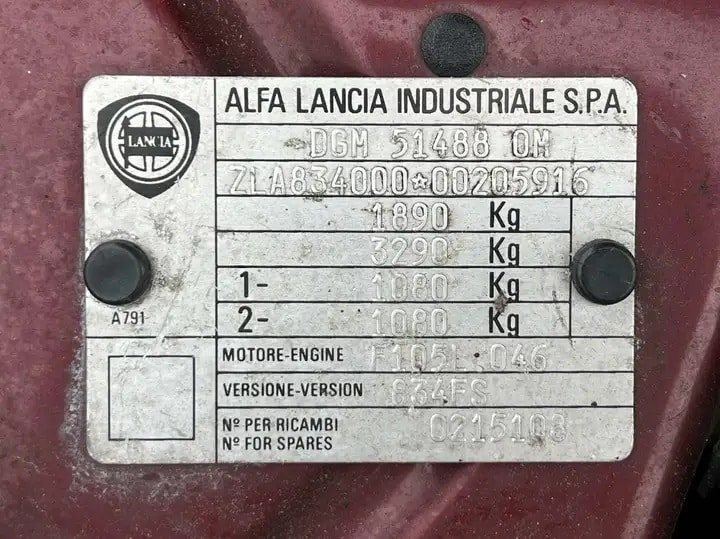 LANCIA
ALFA LANCIA INDUSTRIALE S.P.A.
DGM 51488 OM
ZLA834000*00205916
1890 Kg
3290 Kg
1- 1080 Kg
2- 1080 Kg
A791
MOTORE-ENGINE F105L.046
VERSIONE-VERSION 834FS
Nº PER RICAMBI
Nº FOR SPARES 0215108